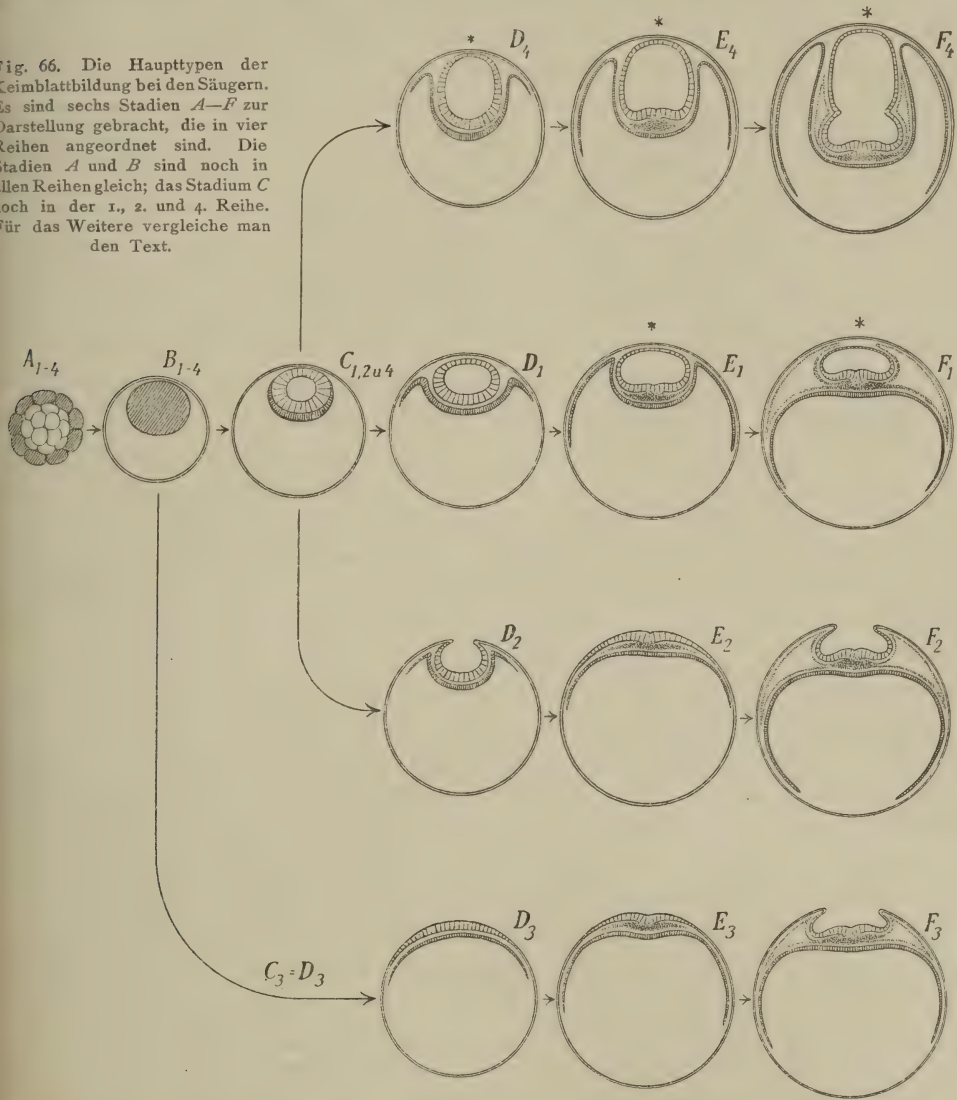 Fig. 66. Die Haupttypen der
Keimblattbildung bei den Säugern.
Es sind sechs Stadien A—F zur
Darstellung gebracht, die in vier
Reihen angeordnet sind. Die
Stadien A und B sind noch in
allen Reihen gleich; das Stadium C
noch in der 1., 2. und 4. Reihe.
Für das Weitere vergleiche man
den Text.
* D4 * E4 * F4
A1-4 B1-4 C1,2u4 D1 * E1 * F1
D2 E2 F2
C3=D3 D3 E3 F3